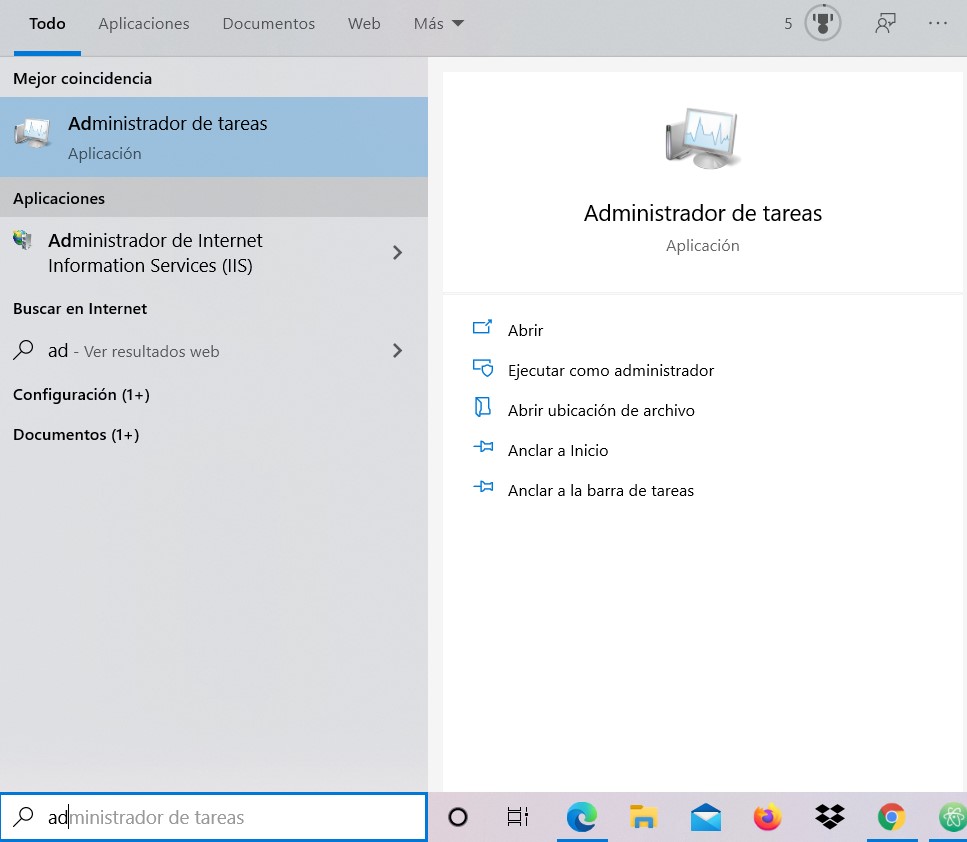 Todo Aplicaciones Documentos Web Más 5
Mejor coincidencia
Administrador de tareas
Aplicación
Aplicaciones
Administrador de Internet
Information Services (IIS)
Buscar en Internet
ad - Ver resultados web
Configuración (1+)
Documentos (1+)
Administrador de tareas
Aplicación
Abrir
Ejecutar como administrador
Abrir ubicación de archivo
Anclar a Inicio
Anclar a la barra de tareas
administrador de tareas